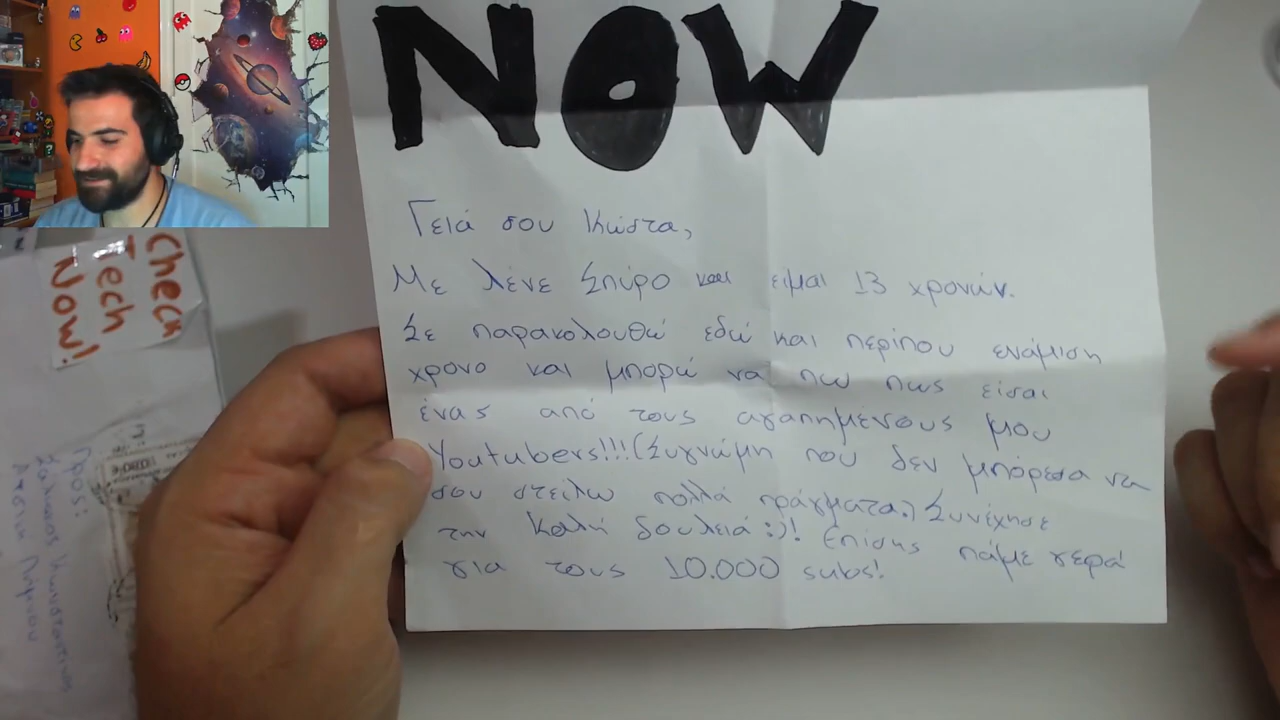 NOW
Γειά σου Κώστα,
Με λένε Σπύρο και ειμαι 13 χρονών.
Σε παρακολουθώ εδώ και περίπου ενάμιση
χρονο και μπορώ να πω πως είσαι
ένας από τους αγαπημένους μου
Youtubers!!! (Συγνώμη που δεν μπόρεσα να
σου στείλω πολλά πράγματα.) Συνέχησε
την καλή δουλειά :)! Επίσης πάμε γερά
για τους 10.000 subs!
Check
Tech
Now!
Προς: